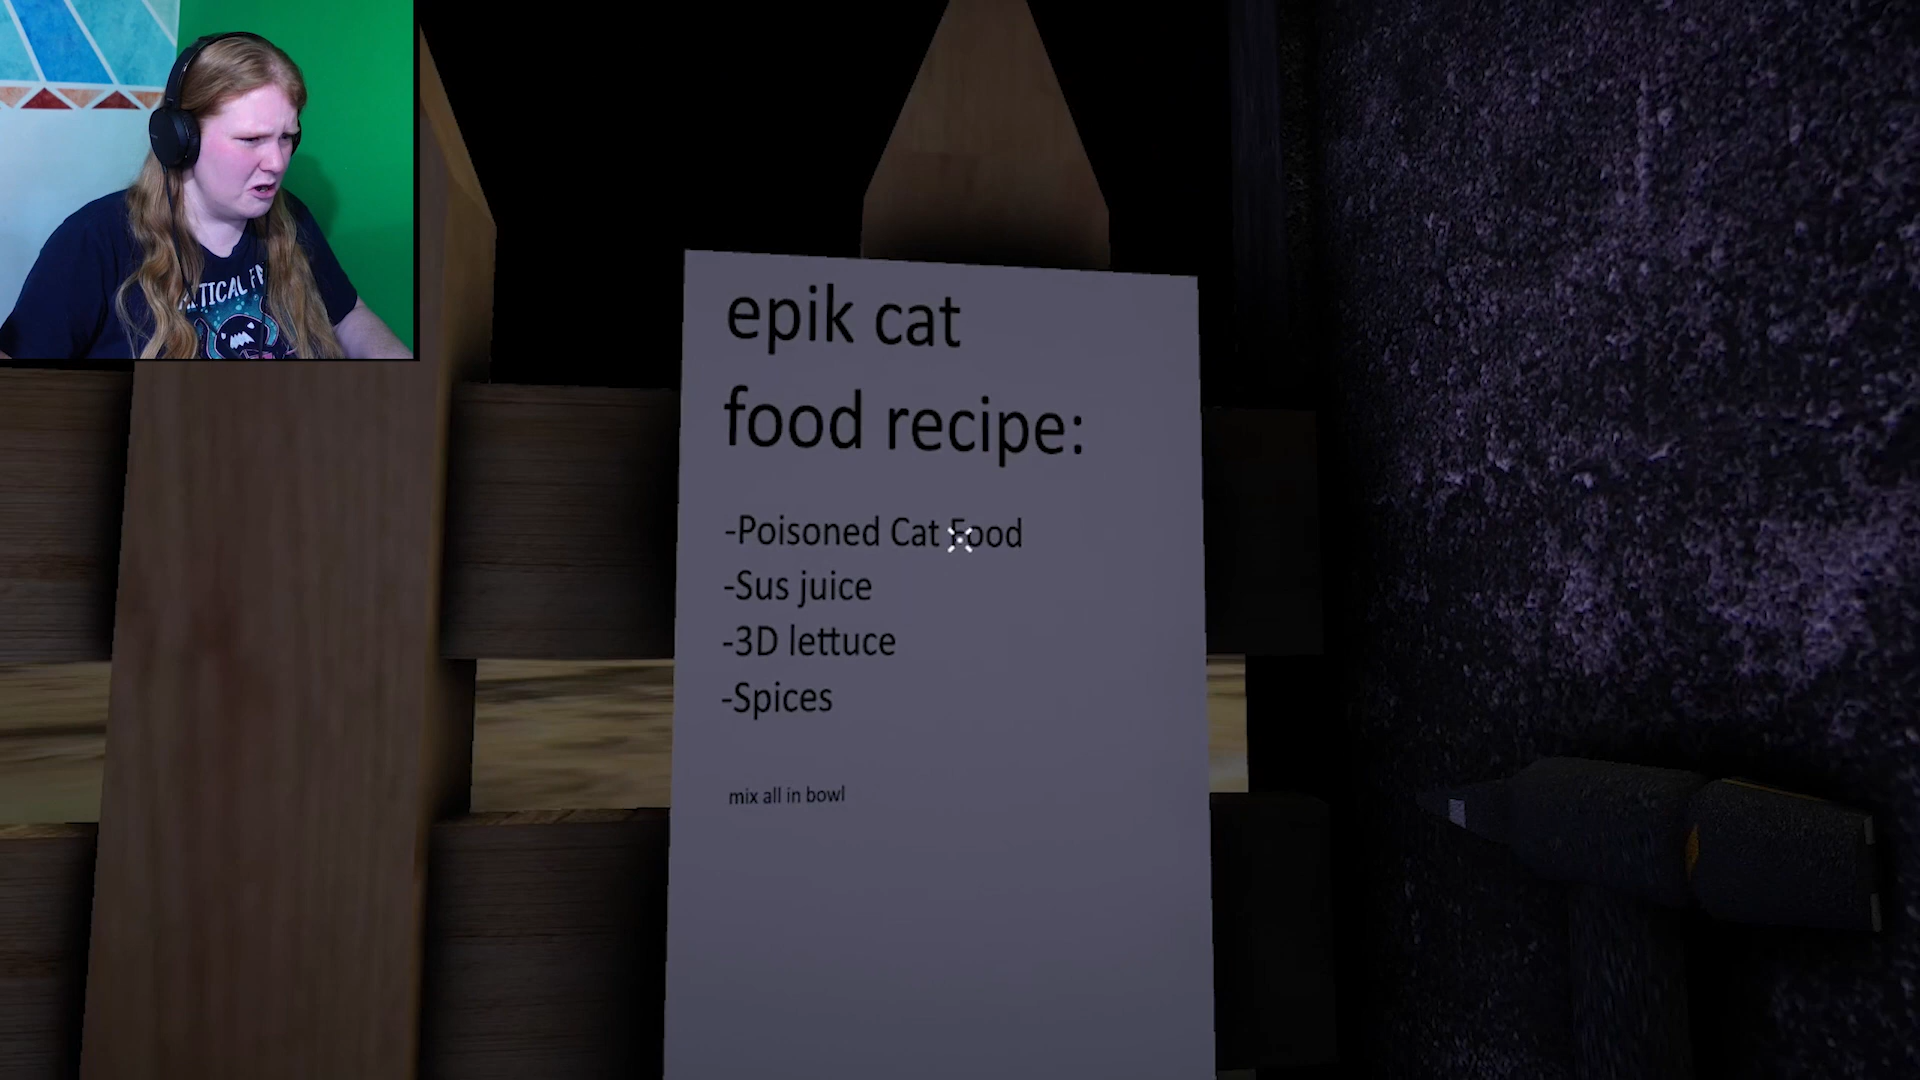 epik cat
food recipe:
-Poisoned Cat Food
-Sus juice
-3D lettuce
-Spices
mix all in bowl